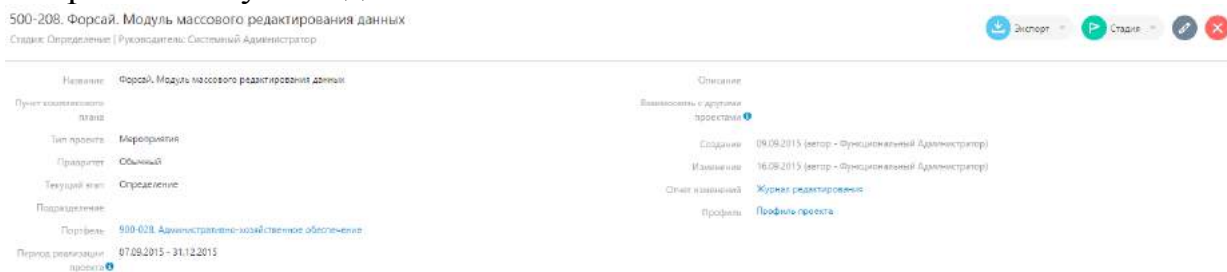 500-208. Форсай. Модуль массового редактирования данных
Стадия: Определение | Руководитель: Системный Администратор
Экспорт
Стадия
Название Форсай. Модуль массового редактирования данных
Пункт комплексного плана
Тип проекта Мероприятия
Приоритет Обычный
Текущий этап Определение
Подразделение
Портфель 900-028. Административно-хозяйственное обеспечение
Период реализации проекта 07.09.2015 - 31.12.2015
Описание
Взаимосвязь с другими проектами
Создание 09.09.2015 (автор - Функциональный Администратор)
Изменение 16.09.2015 (автор - Функциональный Администратор)
Отчет изменений Журнал редактирования
Профиль Профиль проекта